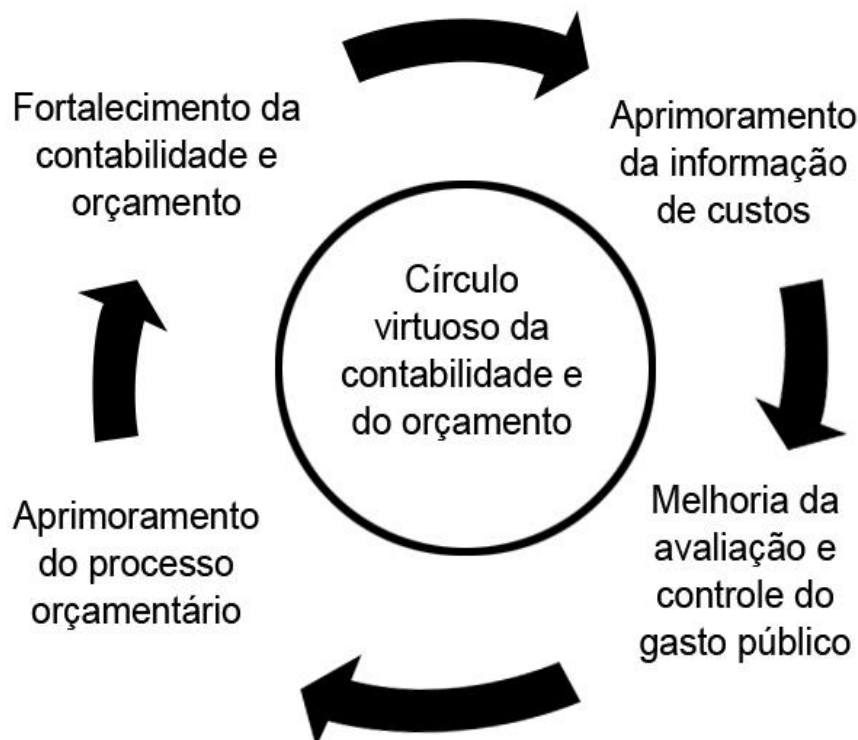 Fortalecimento da
contabilidade e
orçamento
Aprimoramento
da informação
de custos
Círculo
virtuoso da
contabilidade e
do orçamento
Melhoria da
avaliação e
controle do
gasto público
Aprimoramento
do processo
orçamentário